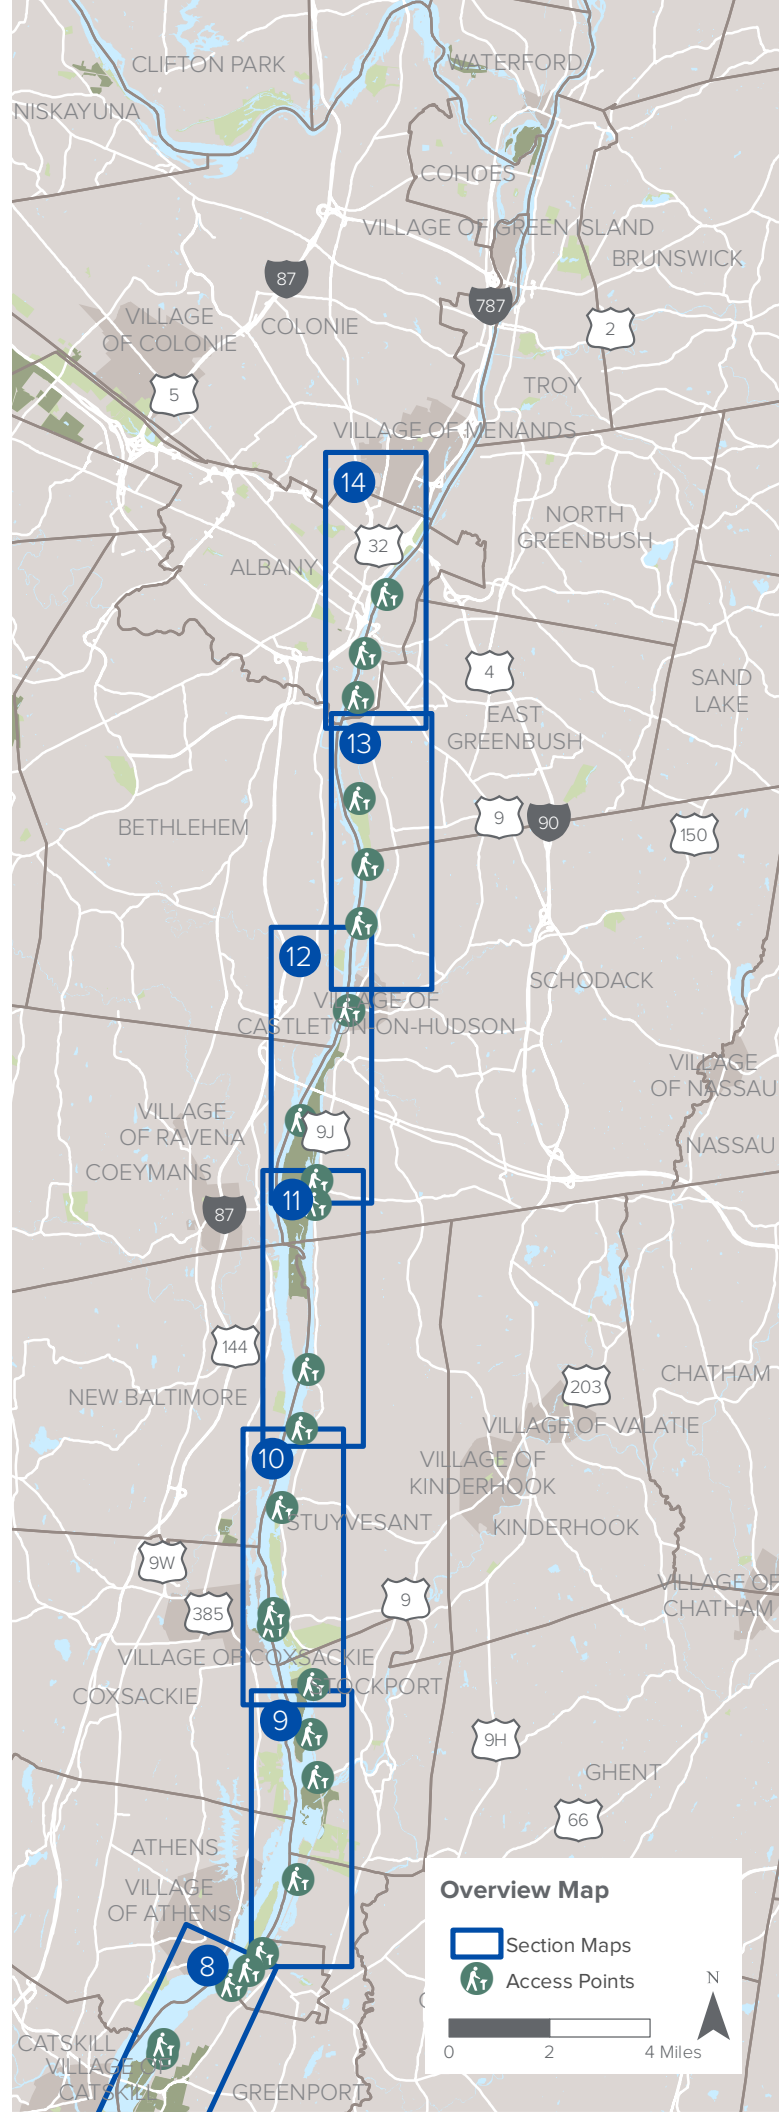 CLIFTON PARK
WATERFORD
NISKAYUNA
COHOES
VILLAGE OF GREEN ISLAND
BRUNSWICK
87
787
VILLAGE
OF COLONIE
COLONIE
2
5
TROY
VILLAGE OF MENANDS
14
NORTH
GREENBUSH
32
ALBANY
4
SAND
LAKE
EAST
GREENBUSH
13
9
90
150
BETHLEHEM
12
SCHODACK
VILLAGE OF
CASTLETON-ON-HUDSON
VILLAGE
OF NASSAU
VILLAGE
OF RAVENA
9J
NASSAU
COEYMANS
11
87
144
CHATHAM
203
NEW BALTIMORE
VILLAGE OF VALATIE
10
VILLAGE OF
KINDERHOOK
STUYVESANT
KINDERHOOK
9W
VILLAGE OF
CHATHAM
385
9
VILLAGE OF COXSACKIE
COXSACKIE
STOCKPORT
9
9H
GHENT
66
ATHENS
VILLAGE
OF ATHENS
8
CATSKILL
VILLAGE OF
CATSKILL
GREENPORT
Overview Map
Section Maps
Access Points
N
0 2 4 Miles